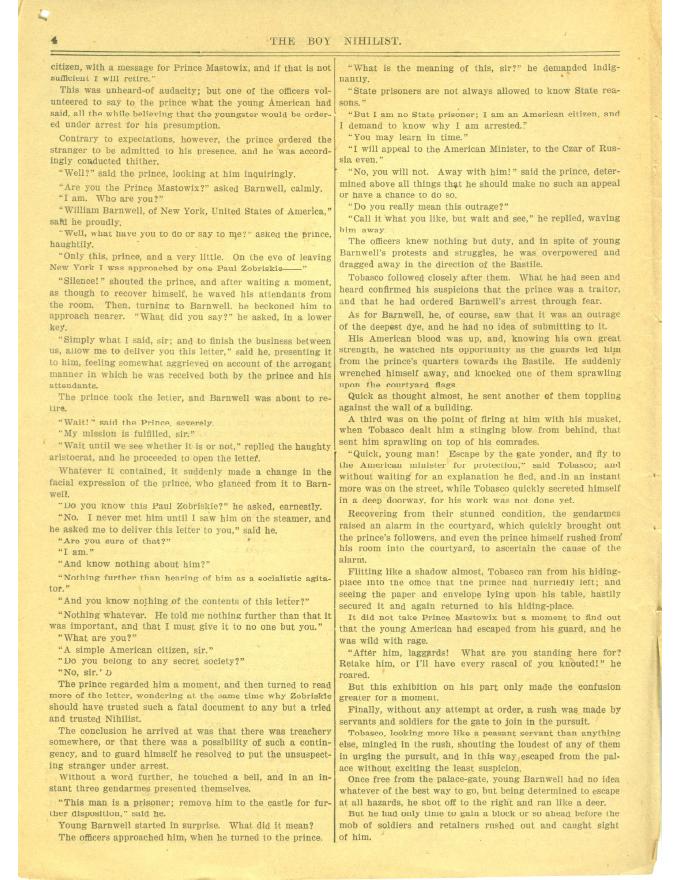 4
THE BOY NIHILIST.
citizen, with a message for Prince Mastowix, and if that is not
sufficient I will retire."
This was unheard-of audacity; but one of the officers vol-
unteered to say to the prince what the young American had
said, all the while believing that the youngster would be order-
ed under arrest for his presumption.
Contrary to expectations, however, the prince ordered the
stranger to be admitted to his presence, and he was accord-
ingly conducted thither.
"Well?" said the prince, looking at him inquiringly.
"Are you the Prince Mastowix?" asked Barnwell, calmly.
"I am. Who are you?"
"William Barnwell, of New York, United States of America,"
said he proudly.
"Well, what have you to do or say to me?" asked the prince,
haughtily.
"Only this, prince, and a very little. On the eve of leaving
New York I was approached by one Paul Zobriskie——"
"Silence!" shouted the prince, and after waiting a moment,
as though to recover himself, he waved his attendants from
the room. Then, turning to Barnwell, he beckoned him to
approach nearer. "What did you say?" he asked, in a lower
key.
"Simply what I said, sir; and to finish the business between
us, allow me to deliver you this letter," said he, presenting it
to him, feeling somewhat aggrieved on account of the arrogant
manner in which he was received both by the prince and his
attendants.
The prince took the letter, and Barnwell was about to re-
tire.
"Wait!" said the Prince, severely.
"My mission is fulfilled, sir."
"Wait until we see whether it is or not," replied the haughty
aristocrat, and he proceeded to open the letter.
Whatever it contained, it suddenly made a change in the
facial expression of the prince, who glanced from it to Barn-
well.
"Do you know this Paul Zobriskie?" he asked, earnestly.
"No. I never met him until I saw him on the steamer, and
he asked me to deliver this letter to you," said he.
"Are you sure of that?"
"I am."
"And know nothing about him?"
"Nothing further than hearing of him as a socialistic agita-
tor."
"And you know nothing of the contents of this letter?"
"Nothing whatever. He told me nothing further than that it
was important, and that I must give it to no one but you."
"What are you?"
"A simple American citizen, sir."
"Do you belong to any secret society?"
"No, sir."
The prince regarded him a moment, and then turned to read
more of the letter, wondering at the same time why Zobriskie
should have trusted such a fatal document to any but a tried
and trusted Nihilist.
The conclusion he arrived at was that there was treachery
somewhere, or that there was a possibility of such a contin-
gency, and to guard himself he resolved to put the unsuspect-
ing stranger under arrest.
Without a word further, he touched a bell, and in an in-
stant three gendarmes presented themselves.
"This man is a prisoner; remove him to the castle for fur-
ther disposition," said he.
Young Barnwell started in surprise. What did it mean?
The officers approached him, when he turned to the prince.
"What is the meaning of this, sir?" he demanded indig-
nantly.
"State prisoners are not always allowed to know State rea-
sons."
"But I am no State prisoner; I am an American citizen, and
I demand to know why I am arrested."
"You may learn in time."
"I will appeal to the American Minister, to the Czar of Rus-
sia even."
"No, you will not. Away with him!" said the prince, deter-
mined above all things that he should make no such an appeal
or have a chance to do so.
"Do you really mean this outrage?"
"Call it what you like, but wait and see," he replied, waving
him away.
The officers knew nothing but duty, and in spite of young
Barnwell's protests and struggles, he was overpowered and
dragged away in the direction of the Bastile.
Tobasco followed closely after them. What he had seen and
heard confirmed his suspicions that the prince was a traitor,
and that he had ordered Barnwell's arrest through fear.
As for Barnwell, he, of course, saw that it was an outrage
of the deepest dye, and he had no idea of submitting to it.
His American blood was up, and, knowing his own great
strength, he watched his opportunity as the guards led him
from the prince's quarters towards the Bastile. He suddenly
wrenched himself away, and knocked one of them sprawling
upon the courtyard flags.
Quick as thought almost, he sent another of them toppling
against the wall of a building.
A third was on the point of firing at him with his musket,
when Tobasco dealt him a stinging blow from behind, that
sent him sprawling on top of his comrades.
"Quick, young man! Escape by the gate yonder, and fly to
the American minister for protection," said Tobasco; and
without waiting for an explanation he fled, and in an instant
more was on the street, while Tobasco quickly secreted himself
in a deep doorway, for his work was not done yet.
Recovering from their stunned condition, the gendarmes
raised an alarm in the courtyard, which quickly brought out
the prince's followers, and even the prince himself rushed from
his room into the courtyard, to ascertain the cause of the
alarm.
Flitting like a shadow almost, Tobasco ran from his hiding-
place into the office that the prince had hurriedly left; and
seeing the paper and envelope lying upon his table, hastily
secured it and again returned to his hiding-place.
It did not take Prince Mastowix but a moment to find out
that the young American had escaped from his guard, and he
was wild with rage.
"After him, laggards! What are you standing here for?
Retake him, or I'll have every rascal of you knouted!" he
roared.
But this exhibition on his part only made the confusion
greater for a moment.
Finally, without any attempt at order, a rush was made by
servants and soldiers for the gate to join in the pursuit.
Tobasco, looking more like a peasant servant than anything
else, mingled in the rush, shouting the loudest of any of them
in urging the pursuit, and in this way escaped from the pal-
ace without exciting the least suspicion.
Once free from the palace-gate, young Barnwell had no idea
whatever of the best way to go, but being determined to escape
at all hazards, he shot off to the right and ran like a deer.
But he had only time to gain a block or so ahead before the
mob of soldiers and retainers rushed out and caught sight
of him.